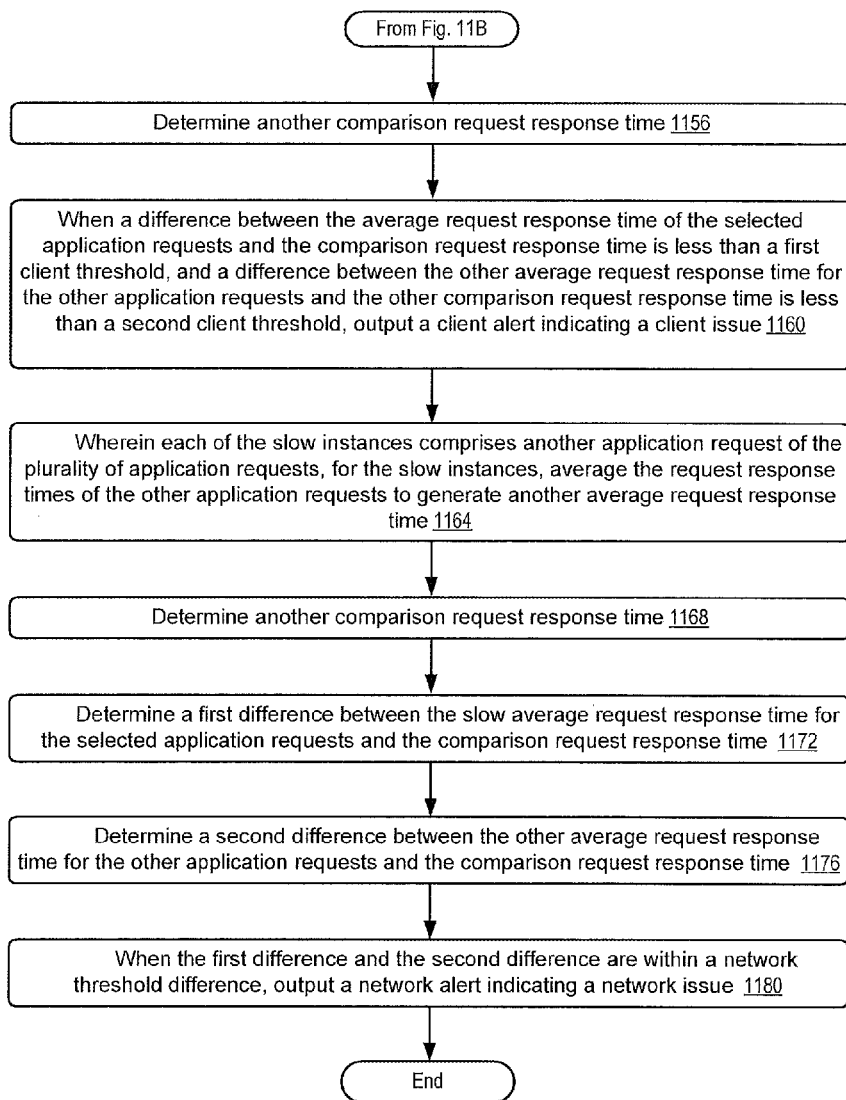 From Fig. 11B
Determine another comparison request response time 1156
When a difference between the average request response time of the selected
application requests and the comparison request response time is less than a first
client threshold, and a difference between the other average request response time for
the other application requests and the other comparison request response time is less
than a second client threshold, output a client alert indicating a client issue 1160
Wherein each of the slow instances comprises another application request of the
plurality of application requests, for the slow instances, average the request response
times of the other application requests to generate another average request response
time 1164
Determine another comparison request response time 1168
Determine a first difference between the slow average request response time for
the selected application requests and the comparison request response time 1172
Determine a second difference between the other average request response
time for the other application requests and the comparison request response time 1176
When the first difference and the second difference are within a network
threshold difference, output a network alert indicating a network issue 1180
End